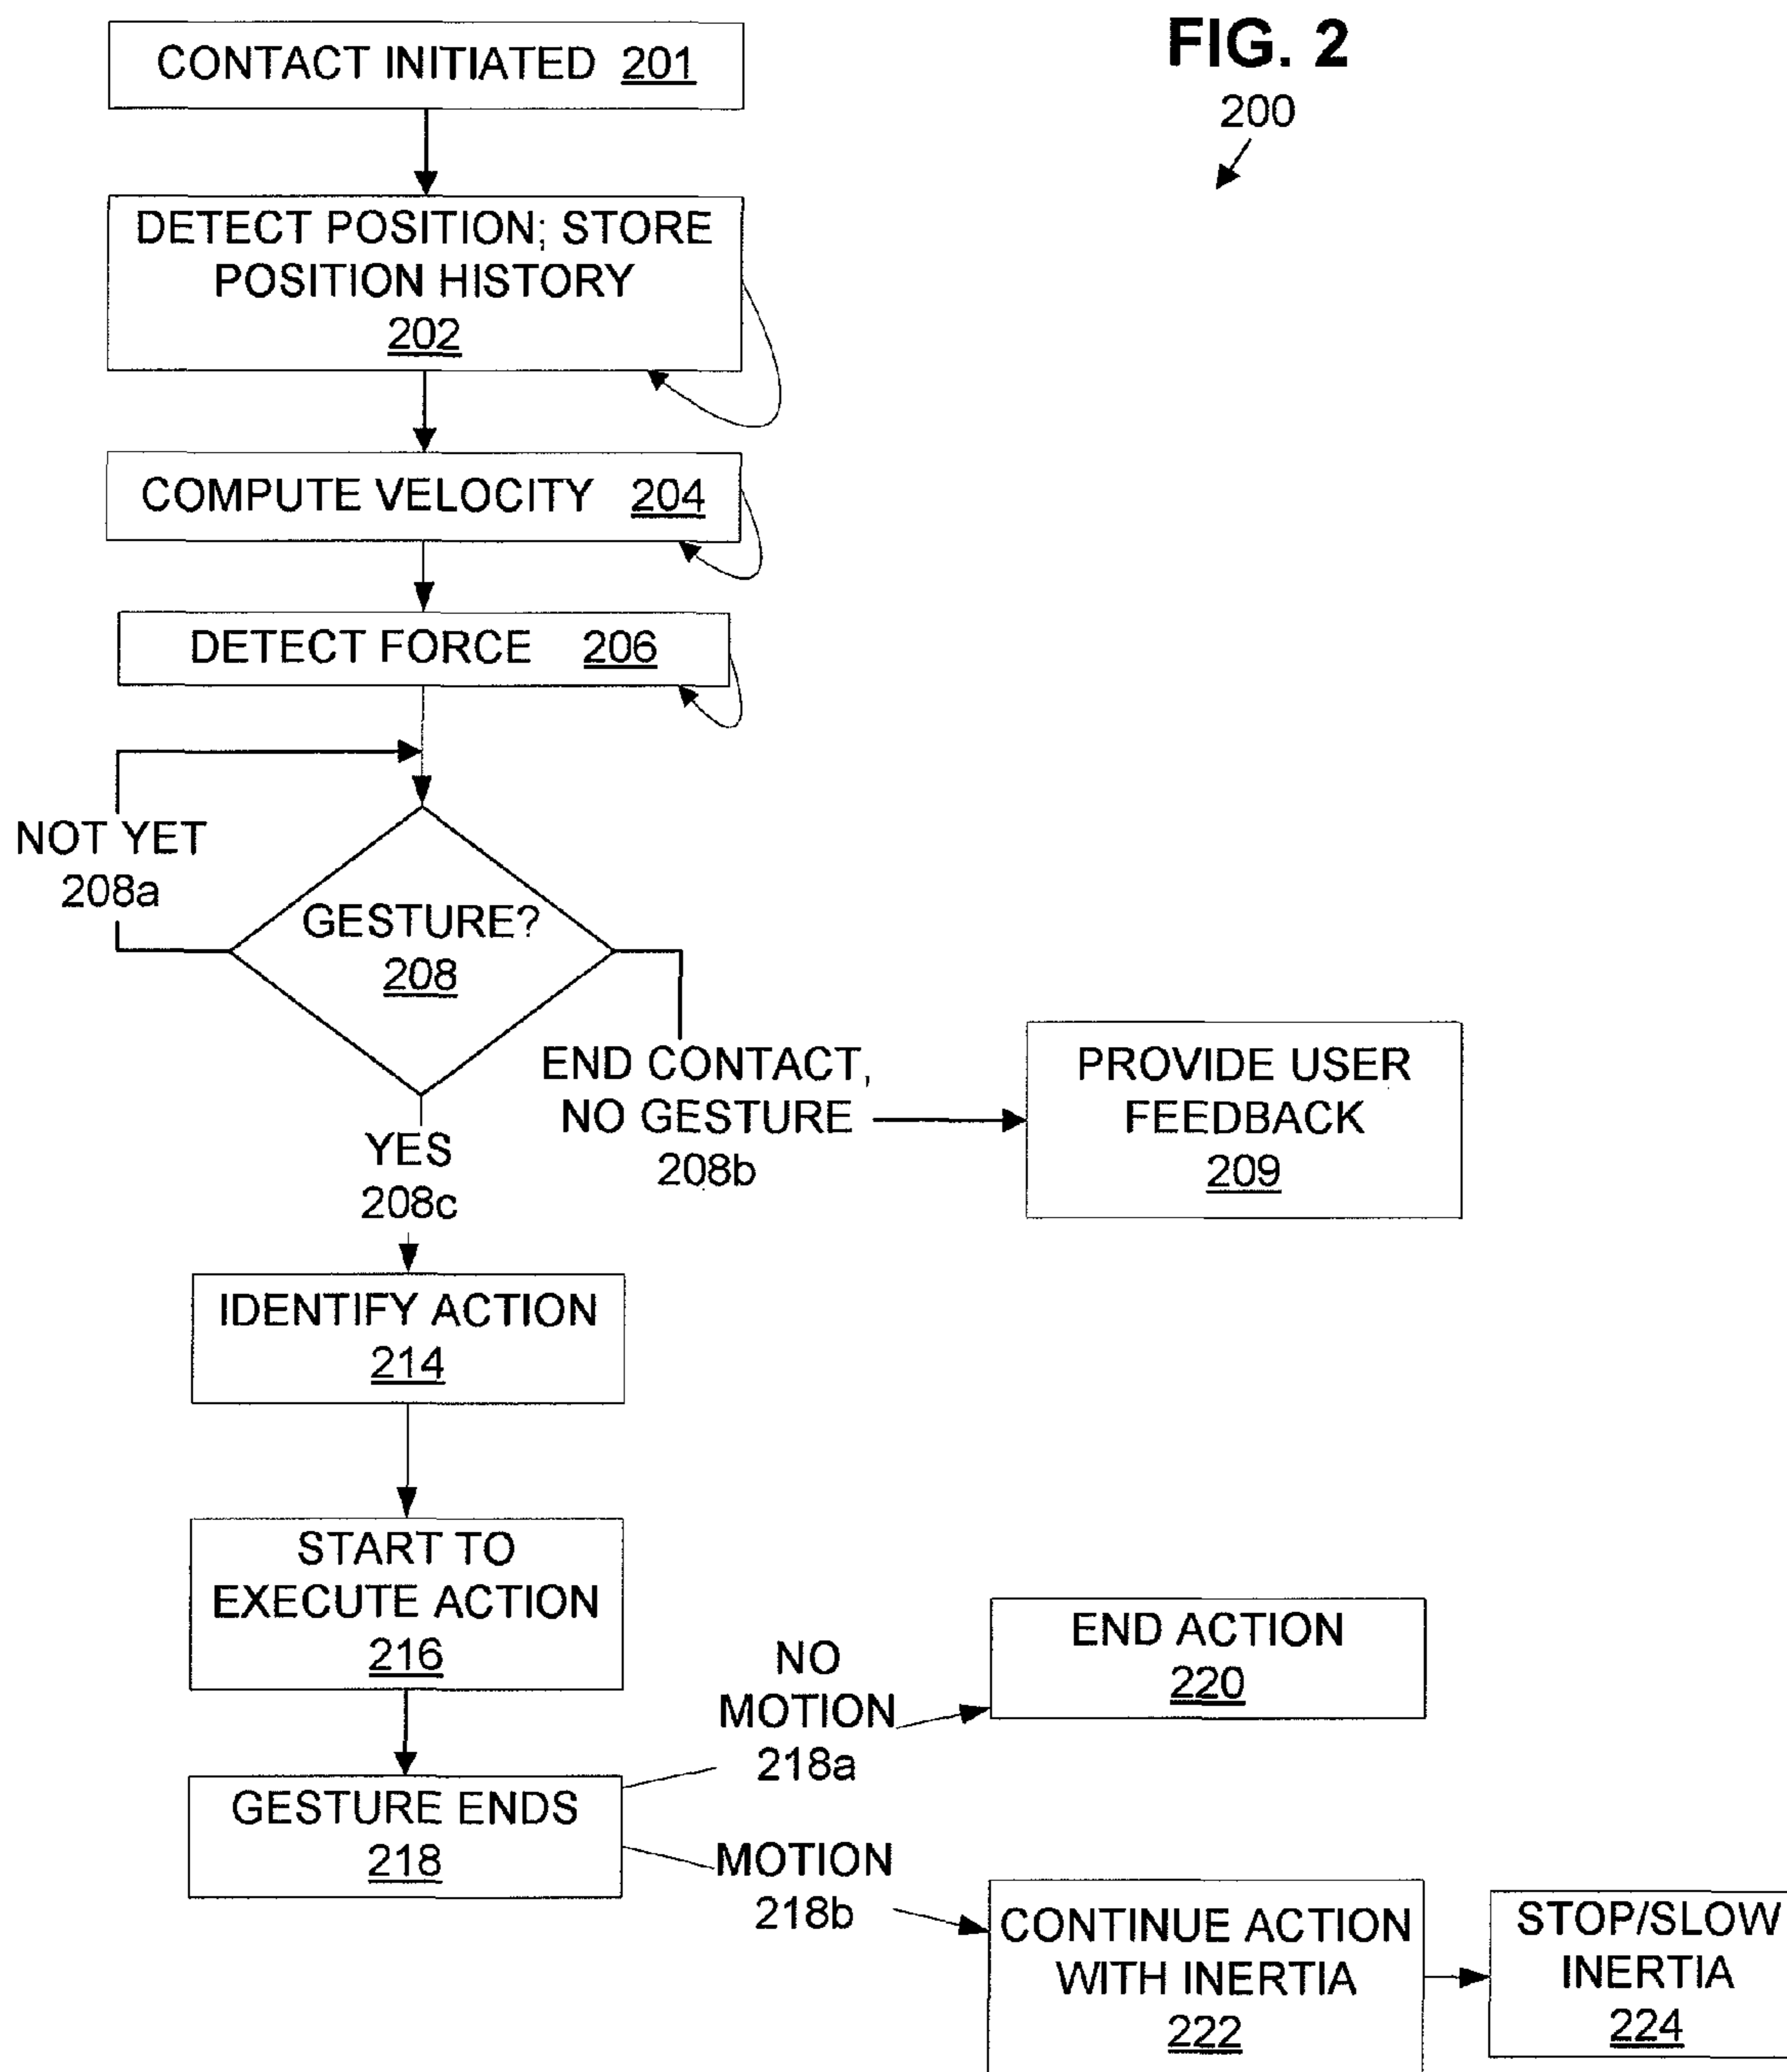 FIG. 2
200
CONTACT INITIATED 201
DETECT POSITION; STORE
POSITION HISTORY
202
COMPUTE VELOCITY 204
DETECT FORCE 206
NOT YET
208a
GESTURE?
208
END CONTACT,
NO GESTURE
208b
PROVIDE USER
FEEDBACK
209
YES
208c
IDENTIFY ACTION
214
START TO
EXECUTE ACTION
216
GESTURE ENDS
218
NO
MOTION
218a
END ACTION
220
MOTION
218b
CONTINUE ACTION
WITH INERTIA
222
STOP/SLOW
INERTIA
224